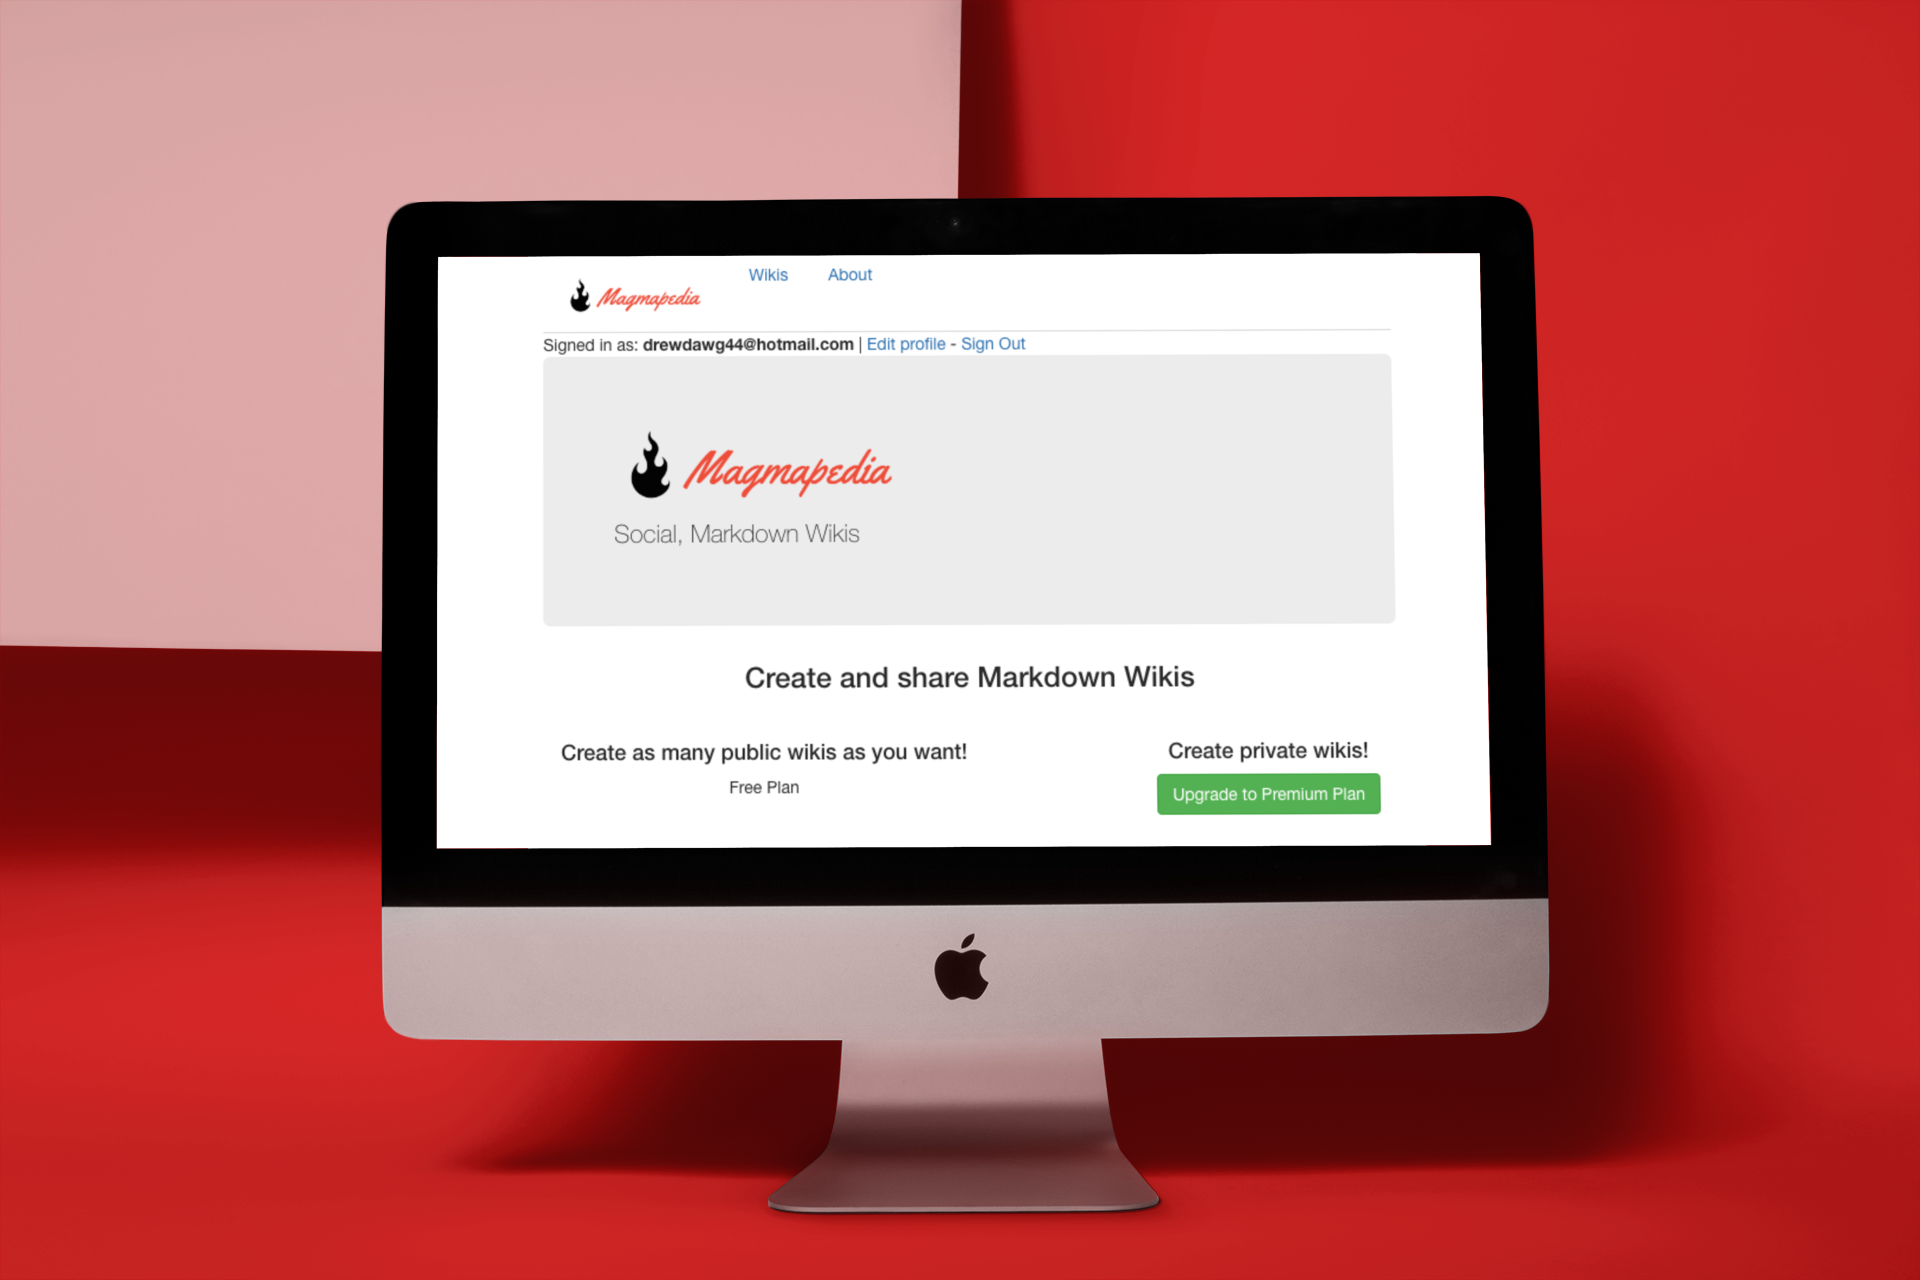 Wikis About
Magmapedia
Signed in as: drewdawg44@hotmail.com | Edit profile - Sign Out
Magmapedia
Social, Markdown Wikis
Create and share Markdown Wikis
Create as many public wikis as you want!
Free Plan
Create private wikis!
Upgrade to Premium Plan